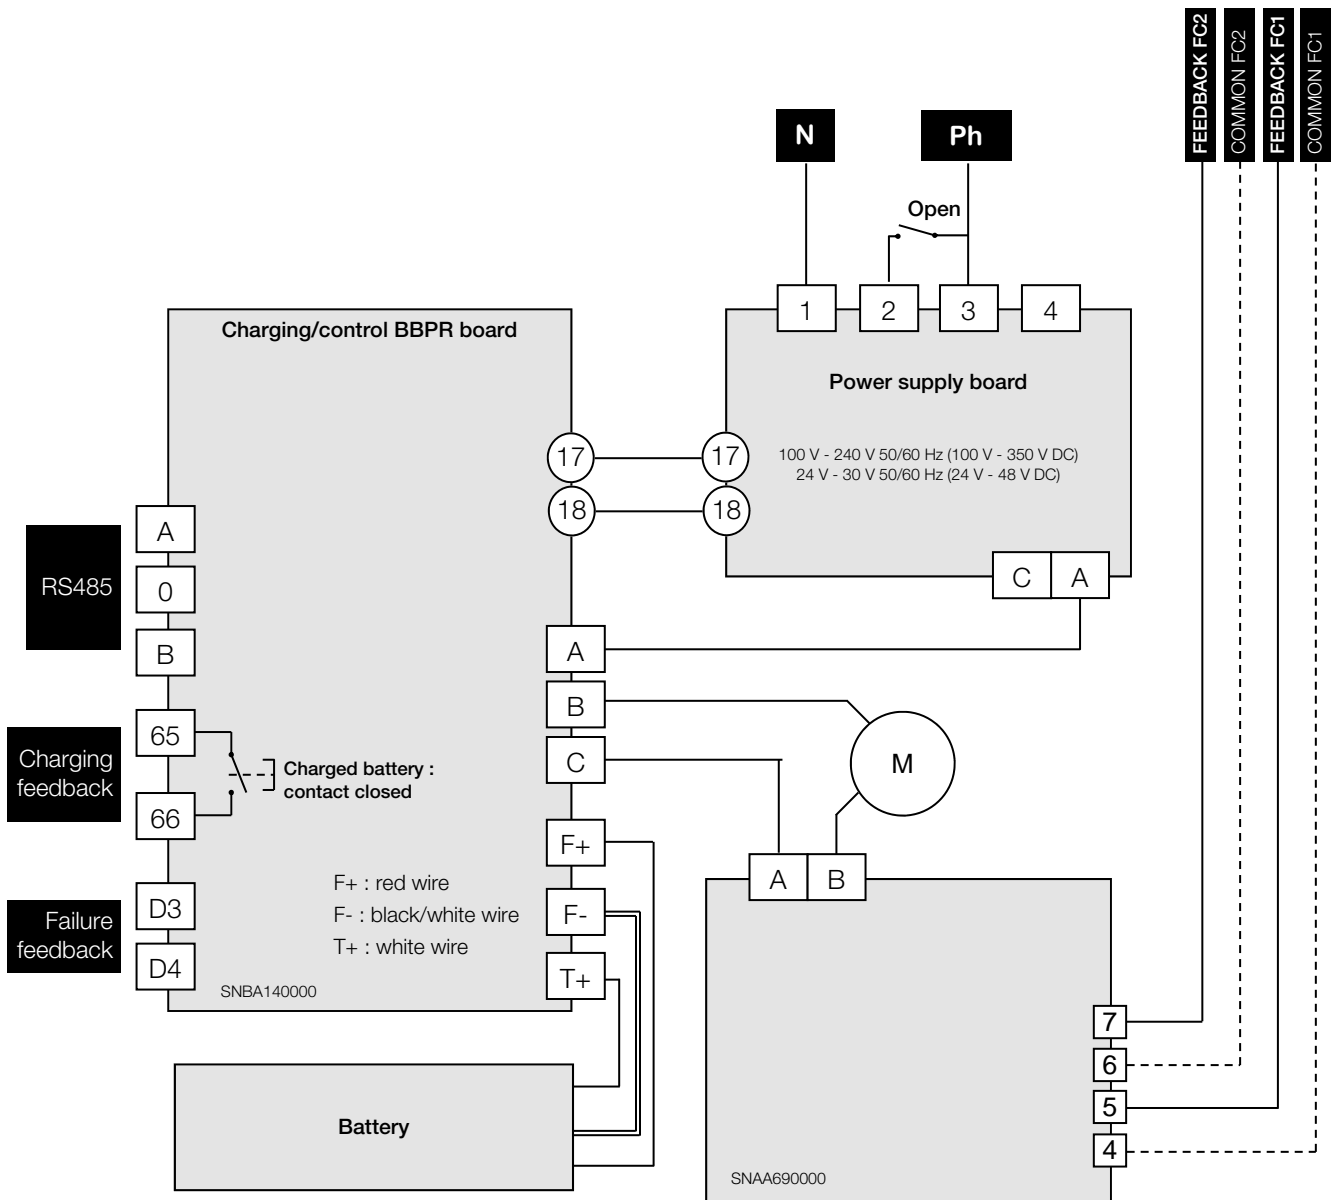 FEEDBACK FC2
COMMON FC2
FEEDBACK FC1
COMMON FC1
N
Ph
Open
1
2
3
4
Charging/control BBPR board
Power supply board
100 V - 240 V 50/60 Hz (100 V - 350 V DC)
24 V - 30 V 50/60 Hz (24 V - 48 V DC)
17
18
17
18
C
A
RS485
A
0
B
A
B
C
M
Charging
feedback
65
66
Charged battery :
contact closed
F+
F-
T+
F+ : red wire
F- : black/white wire
T+ : white wire
Failure
feedback
D3
D4
SNBA140000
A
B
7
6
5
4
Battery
SNAA690000